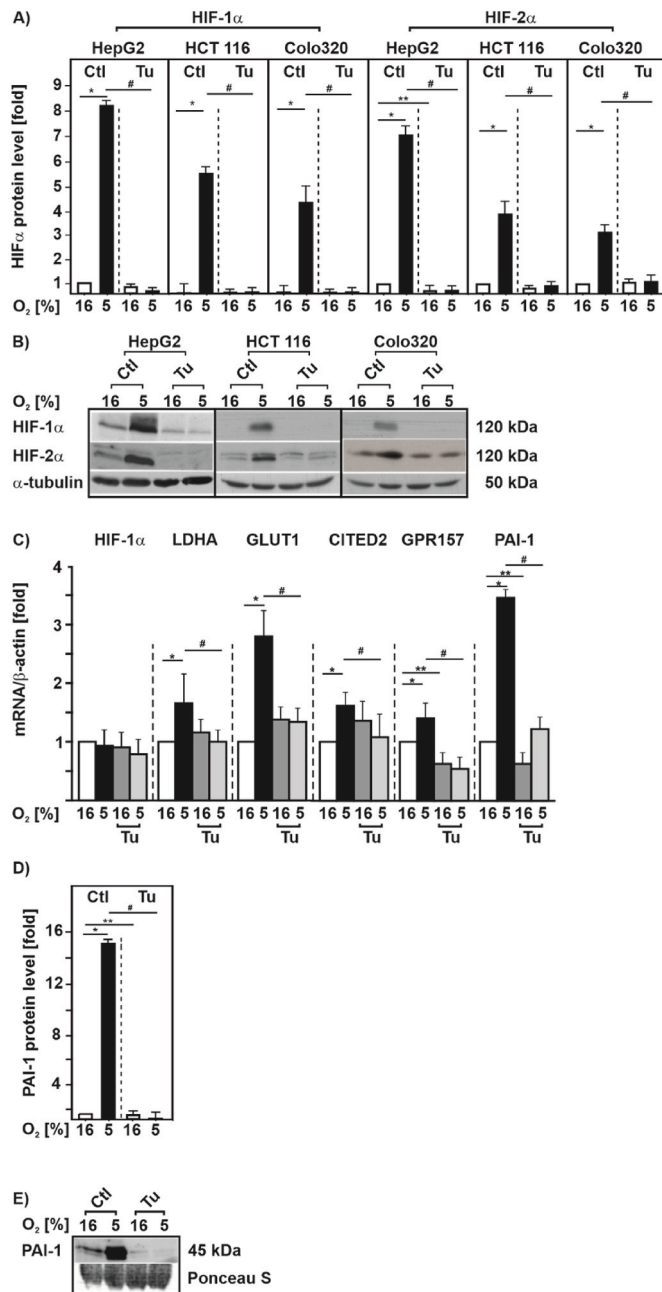 A) HIF-1α HIF-2α
HepG2 HCT 116 Colo320 HepG2 HCT 116 Colo320
Ctl Tu Ctl Tu Ctl Tu Ctl Tu Ctl Tu Ctl Tu
# # # # # #
* * * ** * * *
HIFα protein level [fold]
9
8
7
6
5
4
3
2
1
O₂ [%] 16 5 16 5 16 5 16 5 16 5 16 5 16 5 16 5 16 5 16 5 16 5 16 5
B) HepG2 HCT 116 Colo320
Ctl Tu Ctl Tu Ctl Tu
O₂ [%] 16 5 16 5 16 5 16 5 16 5 16 5
HIF-1α 120 kDa
HIF-2α 120 kDa
α-tubulin 50 kDa
C) HIF-1α LDHA GLUT1 CITED2 GPR157 PAI-1
mRNA/β-actin [fold]
4
3
2
1
* # * # * # * ** # * ** #
O₂ [%] 16 5 16 5 16 5 16 5 16 5 16 5 16 5 16 5 16 5 16 5 16 5 16 5
Tu Tu Tu Tu Tu Tu
D)
Ctl Tu
#
**
*
PAI-1 protein level [fold]
16
12
8
4
O₂ [%] 16 5 16 5
E) Ctl Tu
O₂ [%] 16 5 16 5
PAI-1 45 kDa
Ponceau S